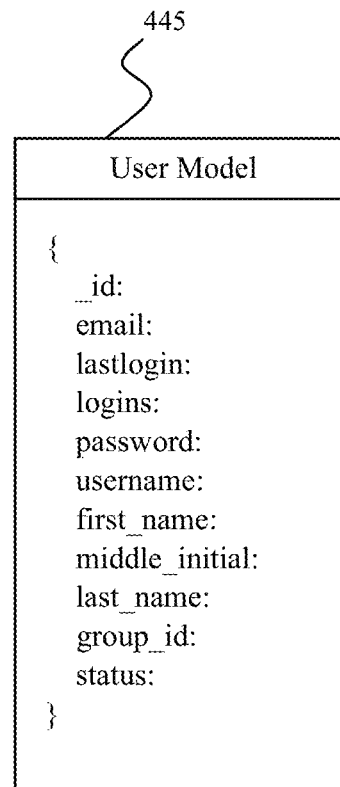 445
User Model
{
_id:
email:
lastlogin:
logins:
password:
username:
first_name:
middle_initial:
last_name:
group_id:
status:
}